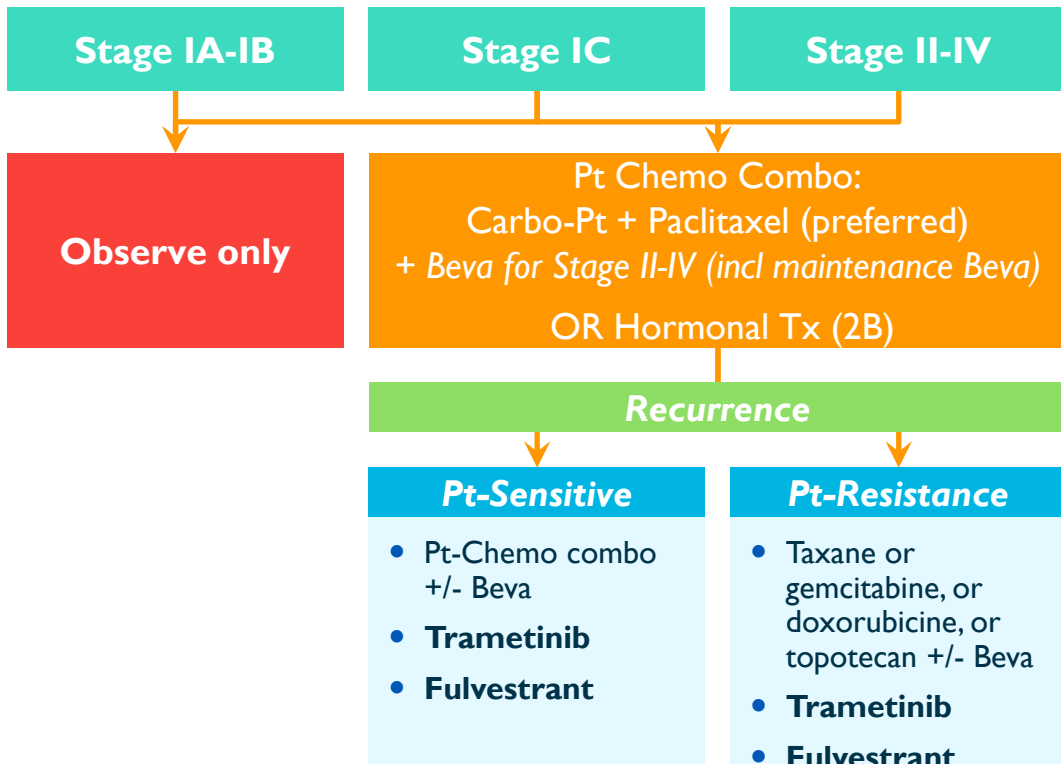 Stage IA-IB
Stage IC
Stage II-IV
Observe only
Pt Chemo Combo:
Carbo-Pt + Paclitaxel (preferred)
+ Beva for Stage II-IV (incl maintenance Beva)
OR Hormonal Tx (2B)
Recurrence
Pt-Sensitive
• Pt-Chemo combo
+/- Beva
• Trametinib
• Fulvestrant
Pt-Resistance
• Taxane or
gemcitabine, or
doxorubicine, or
topotecan +/- Beva
• Trametinib
• Fulvestrant